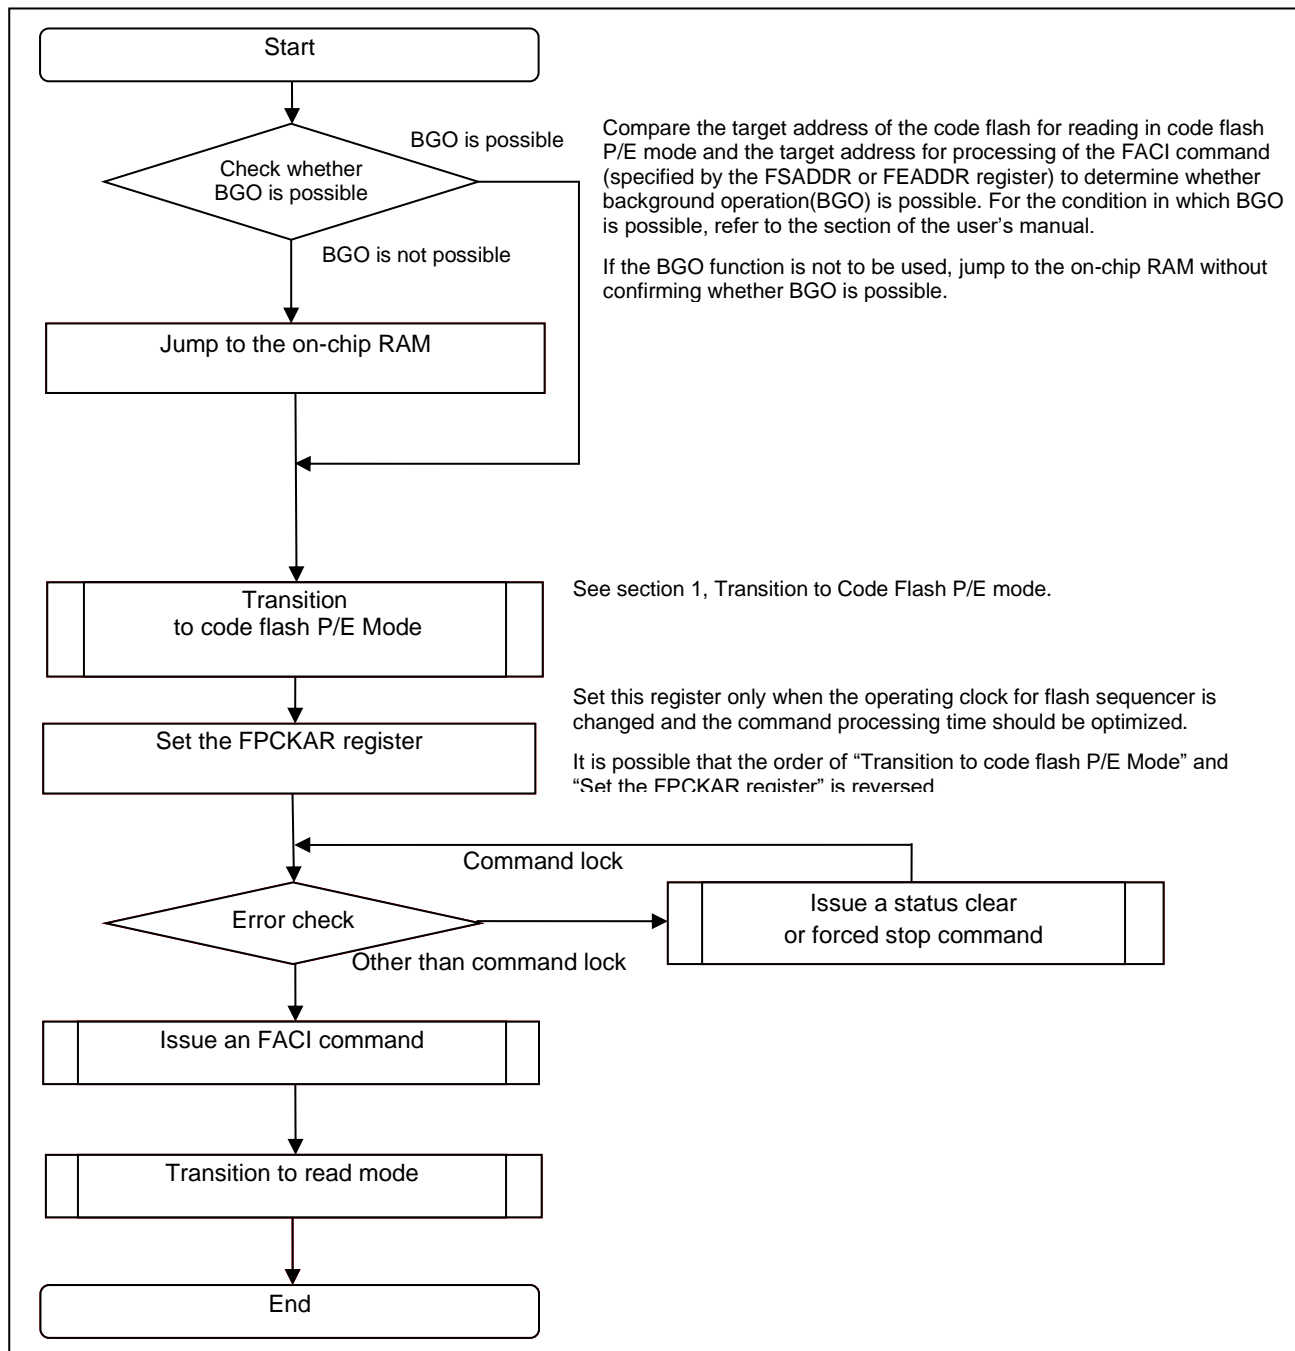 Start
BGO is possible
Check whether
BGO is possible
BGO is not possible
Compare the target address of the code flash for reading in code flash
P/E mode and the target address for processing of the FACI command
(specified by the FSADDR or FEADDR register) to determine whether
background operation(BGO) is possible. For the condition in which BGO
is possible, refer to the section of the user’s manual.
If the BGO function is not to be used, jump to the on-chip RAM without
confirming whether BGO is possible.
Jump to the on-chip RAM
Transition
to code flash P/E Mode
See section 1, Transition to Code Flash P/E mode.
Set the FPCKAR register
Set this register only when the operating clock for flash sequencer is
changed and the command processing time should be optimized.
It is possible that the order of “Transition to code flash P/E Mode” and
“Set the FPCKAR register” is reversed
Command lock
Error check
Issue a status clear
or forced stop command
Other than command lock
Issue an FACI command
Transition to read mode
End